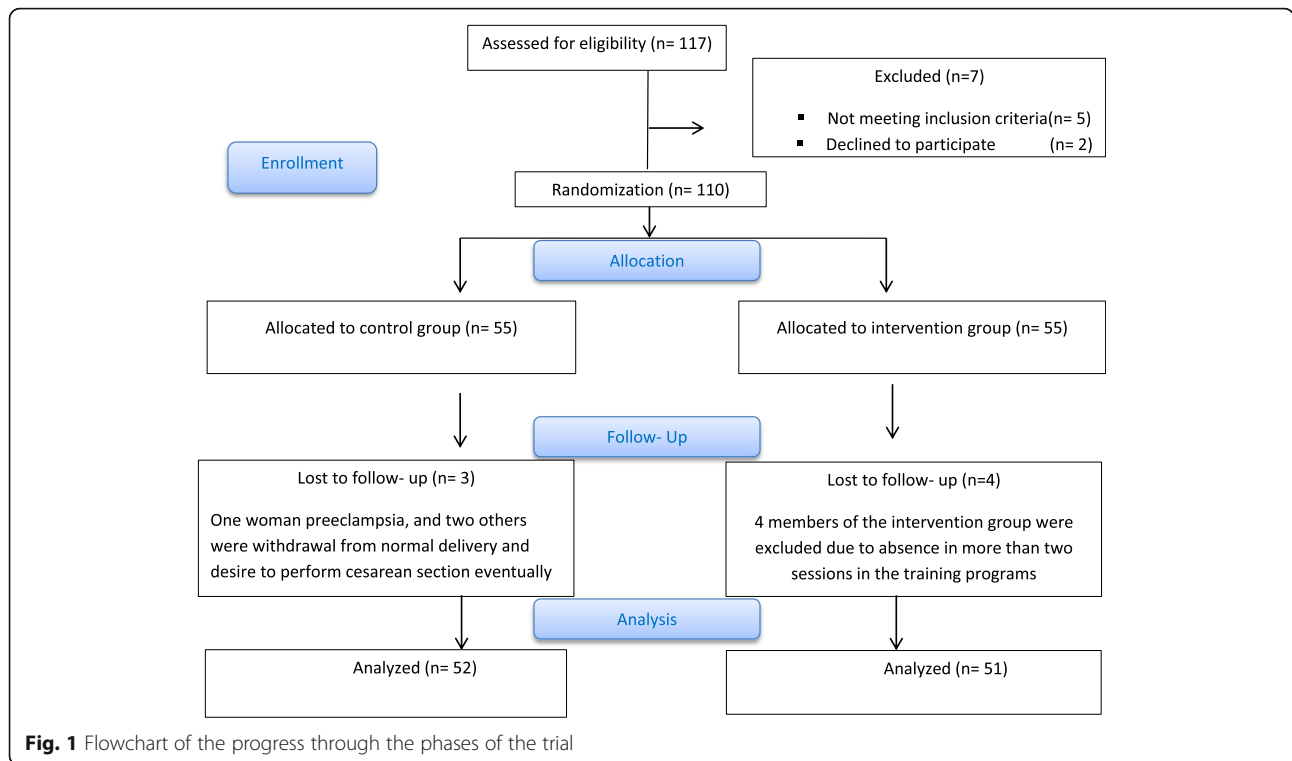 Assessed for eligibility (n= 117)
Excluded (n=7)
▪ Not meeting inclusion criteria(n= 5)
▪ Declined to participate (n= 2)
Enrollment
Randomization (n= 110)
Allocation
Allocated to control group (n= 55)
Allocated to intervention group (n= 55)
Follow- Up
Lost to follow- up (n= 3)
One woman preeclampsia, and two others
were withdrawal from normal delivery and
desire to perform cesarean section eventually
Lost to follow- up (n=4)
4 members of the intervention group were
excluded due to absence in more than two
sessions in the training programs
Analysis
Analyzed (n= 52)
Analyzed (n= 51)
Fig. 1 Flowchart of the progress through the phases of the trial